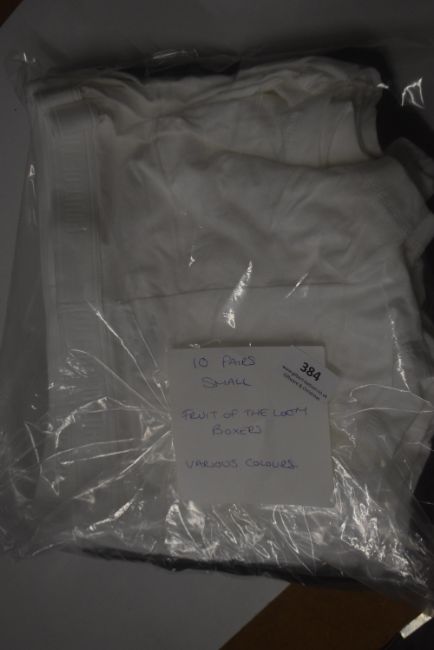 10 PAIRS
SMALL
FRUIT OF THE LOOM
BOXERS
VARIOUS COLOURS.
384